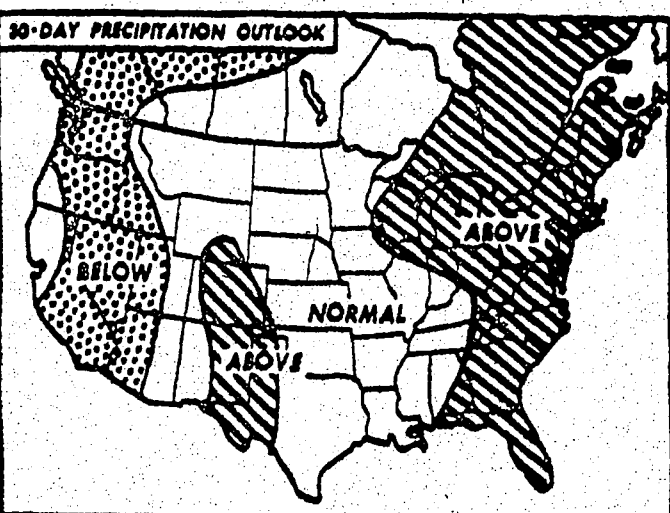 30-DAY PRECIPITATION OUTLOOK
ABOVE
BELOW
NORMAL
ABOVE